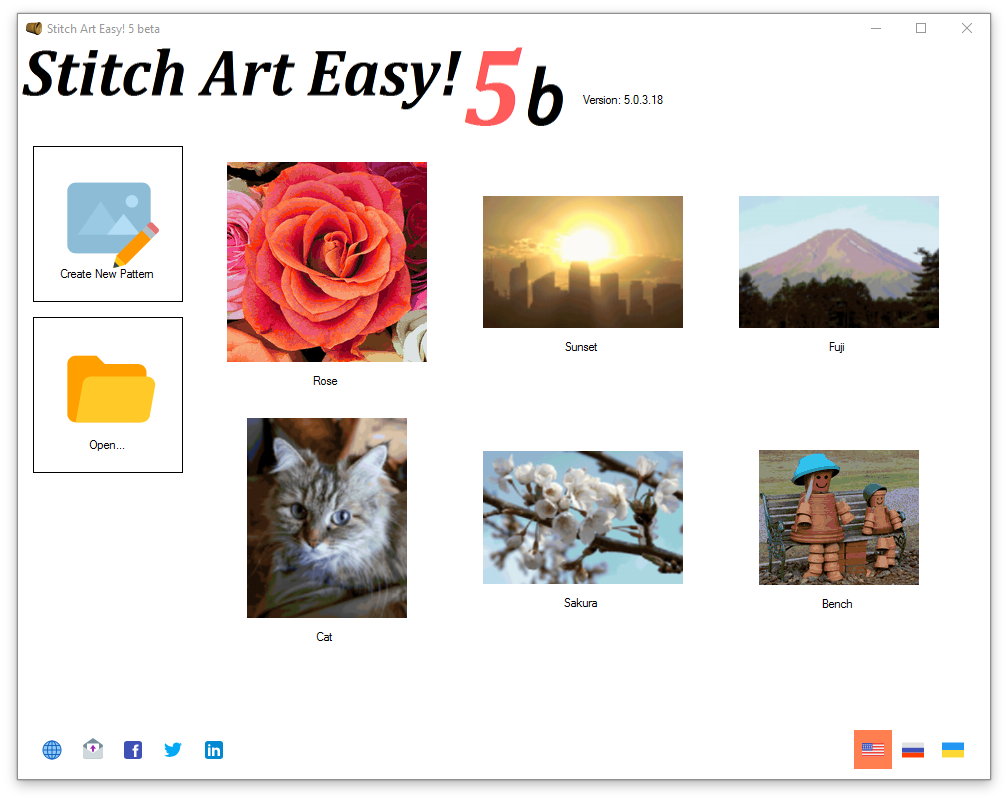 Stitch Art Easy! 5 beta
Stitch Art Easy! 5 b
Version: 5.0.3.18
Create New Pattern
Open...
Rose
Sunset
Fuji
Cat
Sakura
Bench